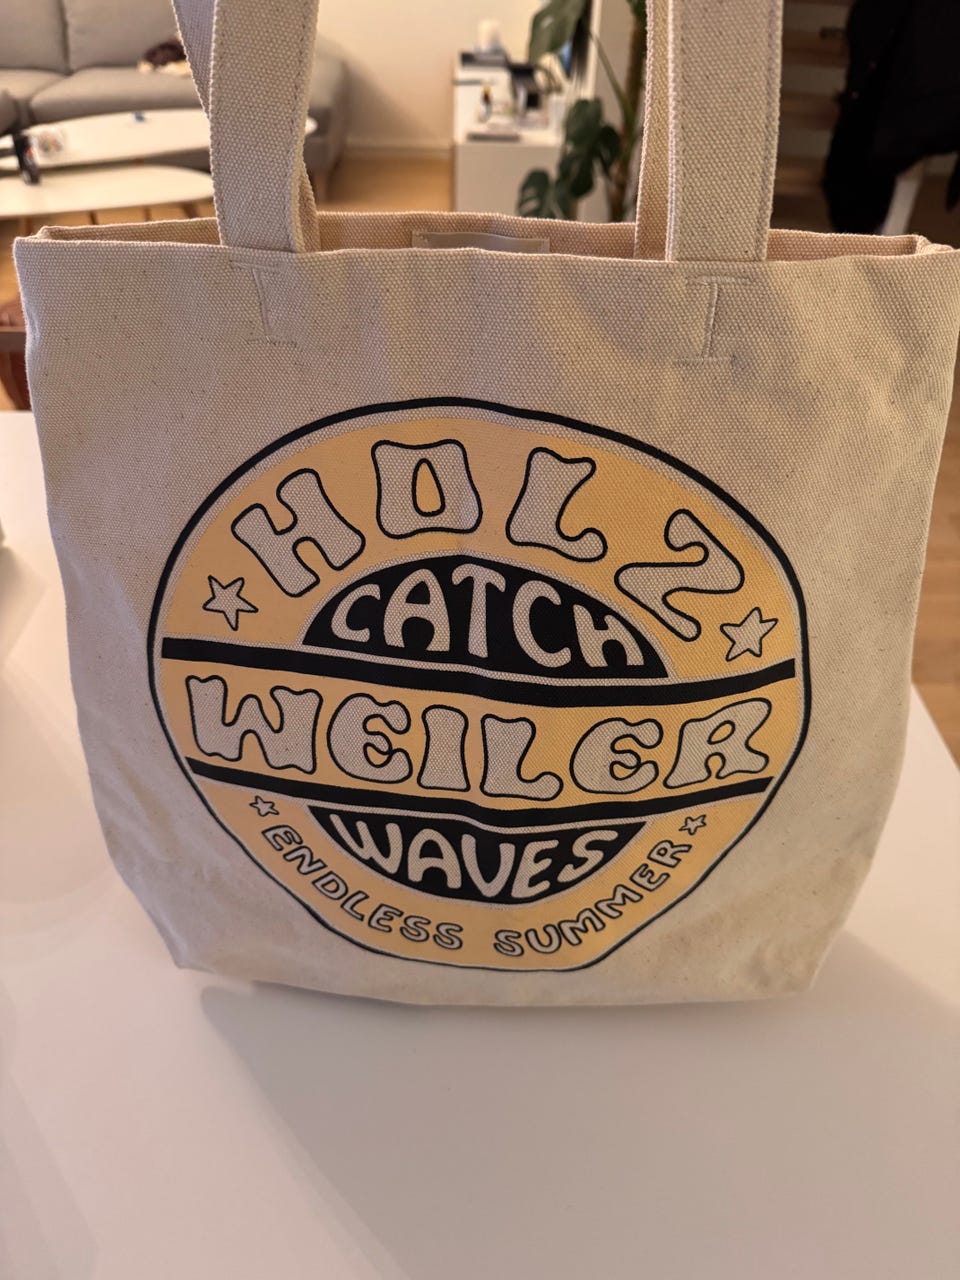 HOLZ
CATCH
WEILER
WAVES
ENDLESS SUMMER